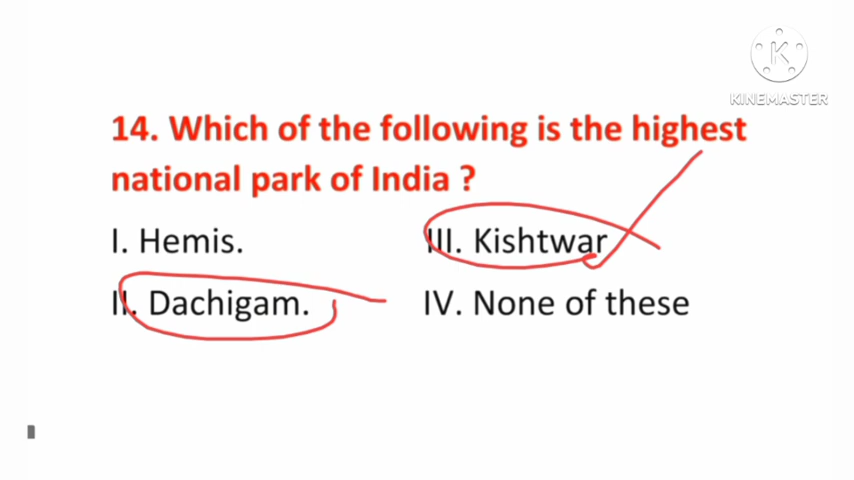 KINEMASTER
14. Which of the following is the highest
national park of India ?
I. Hemis. III. Kishtwar
II. Dachigam. IV. None of these